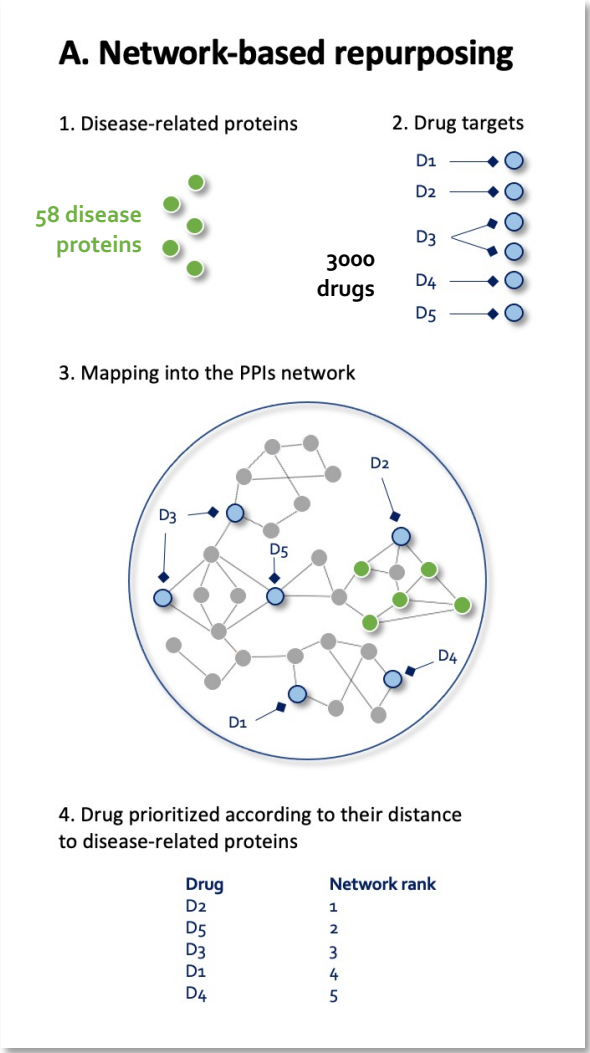 A. Network-based repurposing
1. Disease-related proteins
58 disease
proteins
2. Drug targets
D1
D2
D3
D4
D5
3000
drugs
3. Mapping into the PPIs network
D2
D3
D5
D4
D1
4. Drug prioritized according to their distance
to disease-related proteins
Drug Network rank
D2 1
D5 2
D3 3
D1 4
D4 5